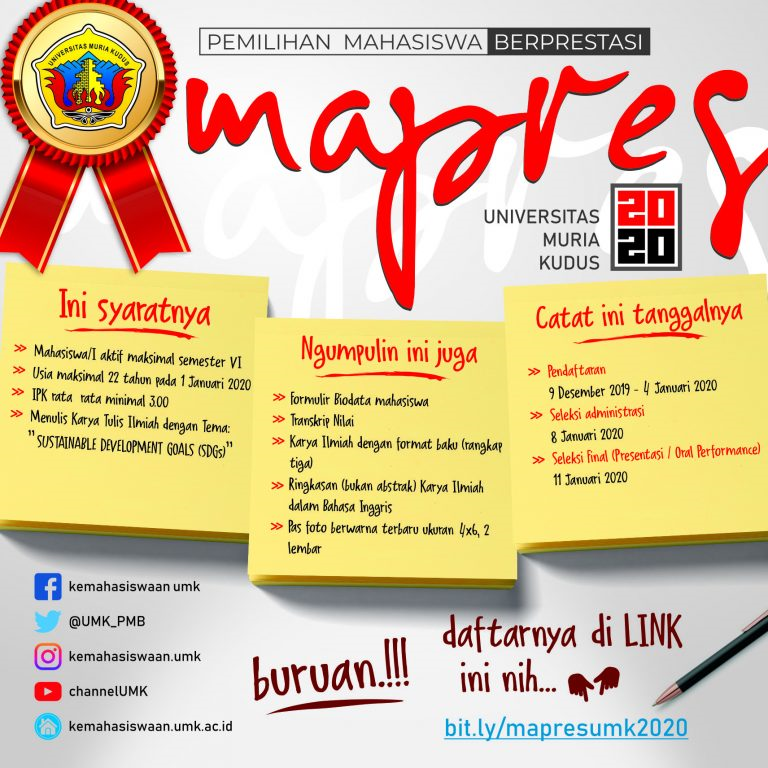 UNIVERSITAS MURIA KUDUS
PEMILIHAN MAHASISWA BERPRESTASI
mapres
mapres
UNIVERSITAS
MURIA
KUDUS
20
20
Ini syaratnya
>> Mahasiswa/I aktif maksimal semester VI
>> Usia maksimal 22 tahun pada 1 Januari 2020
>> IPK rata rata minimal 3.00
>> Menulis Karya Tulis Ilmiah dengan Tema:
"SUSTAINABLE DEVELOPMENT GOALS (SDGs)"
Ngumpulin ini juga
>> Formulir Biodata mahasiswa
>> Transkrip Nilai
>> Karya Ilmiah dengan format baku (rangkap
tiga)
>> Ringkasan (bukan abstrak) Karya Ilmiah
dalam Bahasa Inggris
>> Pas foto berwarna terbaru ukuran 4x6, 2
lembar
Catat ini tanggalnya
>> Pendaftaran
9 Desember 2019 - 4 Januari 2020
>> Seleksi administrasi
8 Januari 2020
>> Seleksi Final (Presentasi / Oral Performance)
11 Januari 2020
kemahasiswaan umk
@UMK_PMB
kemahasiswaan.umk
channelUMK
kemahasiswaan.umk.ac.id
buruan.!!!
daftarnya di LINK
ini nih...
bit.ly/mapresumk2020